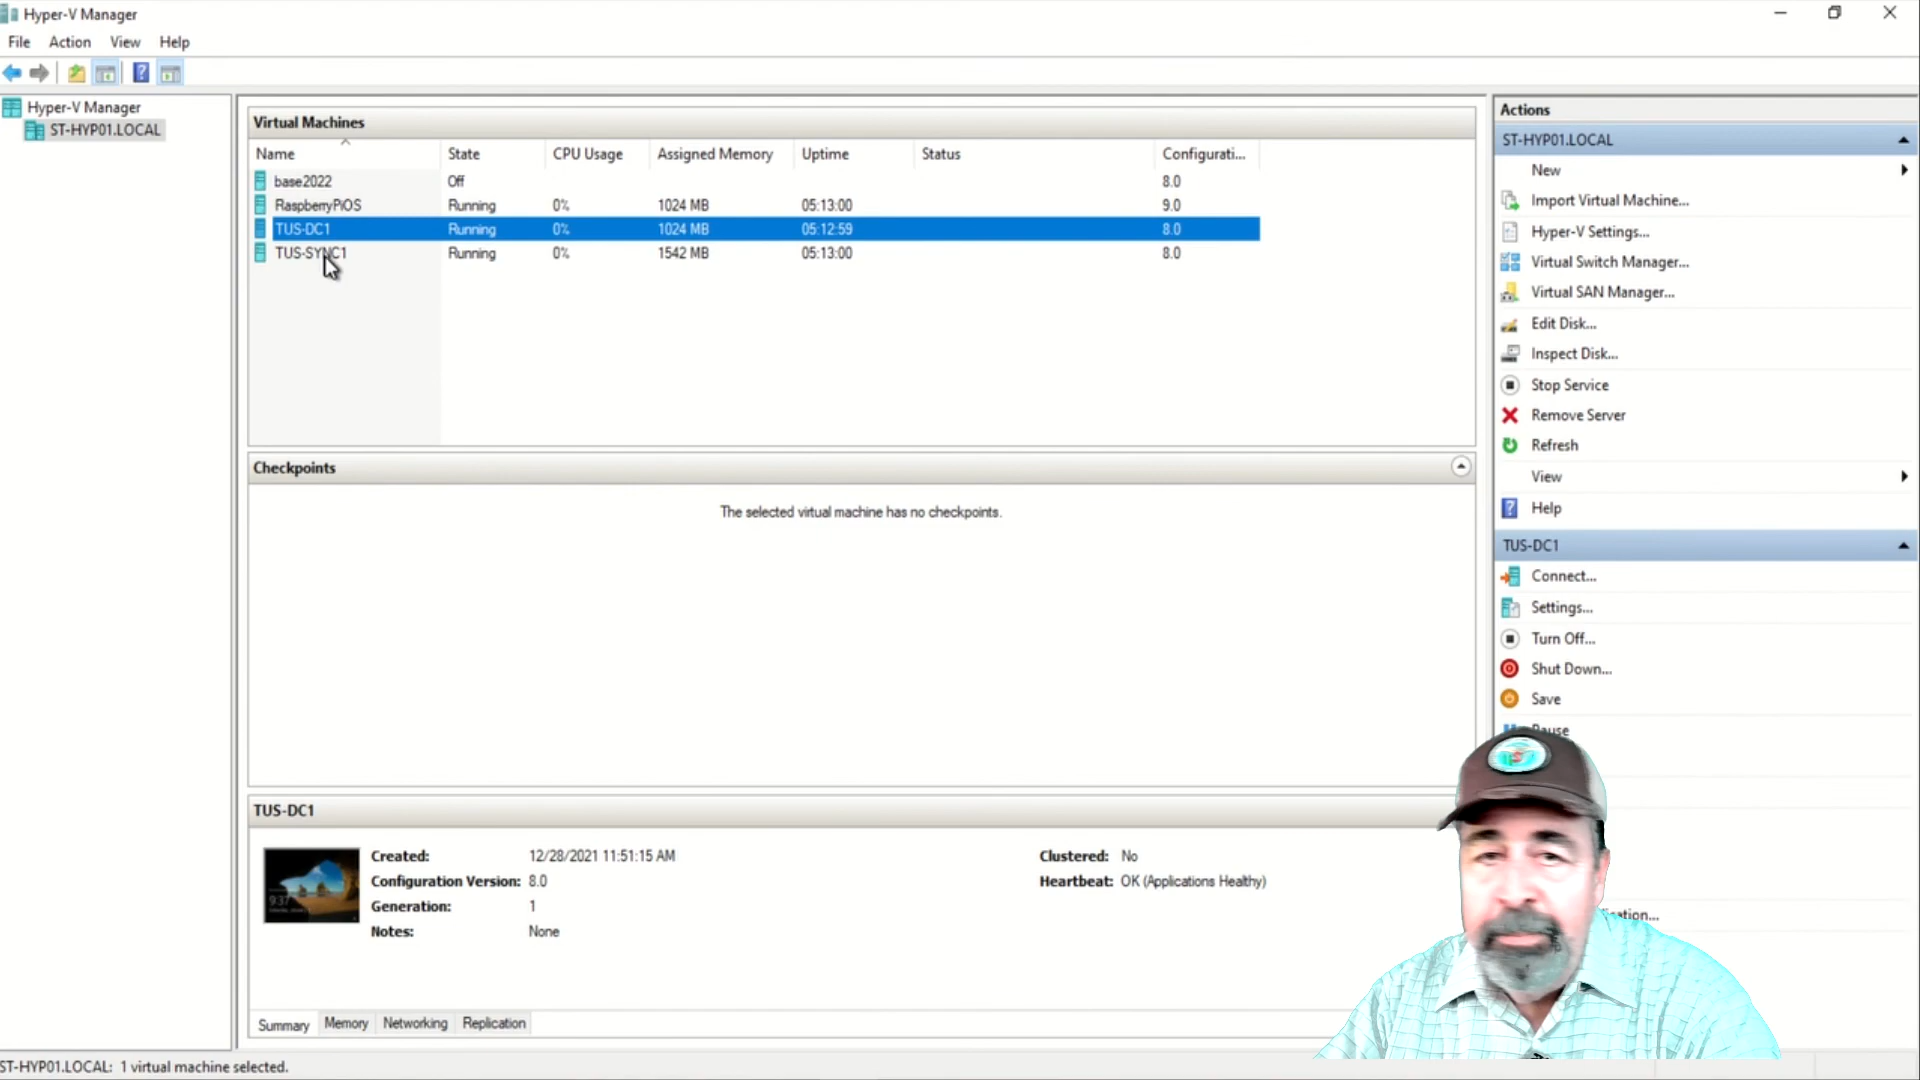 Hyper-V Manager
File Action View Help
Hyper-V Manager
ST-HYP01.LOCAL
Virtual Machines
Name State CPU Usage Assigned Memory Uptime Status Configurati...
base2022 Off 8.0
RaspberryPiOS Running 0% 1024 MB 05:13:00 9.0
TUS-DC1 Running 0% 1024 MB 05:12:59 8.0
TUS-SYNC1 Running 0% 1542 MB 05:13:00 8.0
Checkpoints
The selected virtual machine has no checkpoints.
TUS-DC1
Created: 12/28/2021 11:51:15 AM
Configuration Version: 8.0
Generation: 1
Notes: None
Clustered: No
Heartbeat: OK (Applications Healthy)
9:37
Summary Memory Networking Replication
ST-HYP01.LOCAL: 1 virtual machine selected.
Actions
ST-HYP01.LOCAL
New
Import Virtual Machine...
Hyper-V Settings...
Virtual Switch Manager...
Virtual SAN Manager...
Edit Disk...
Inspect Disk...
Stop Service
Remove Server
Refresh
View
Help
TUS-DC1
Connect...
Settings...
Turn Off...
Shut Down...
Save
Pause
ication...